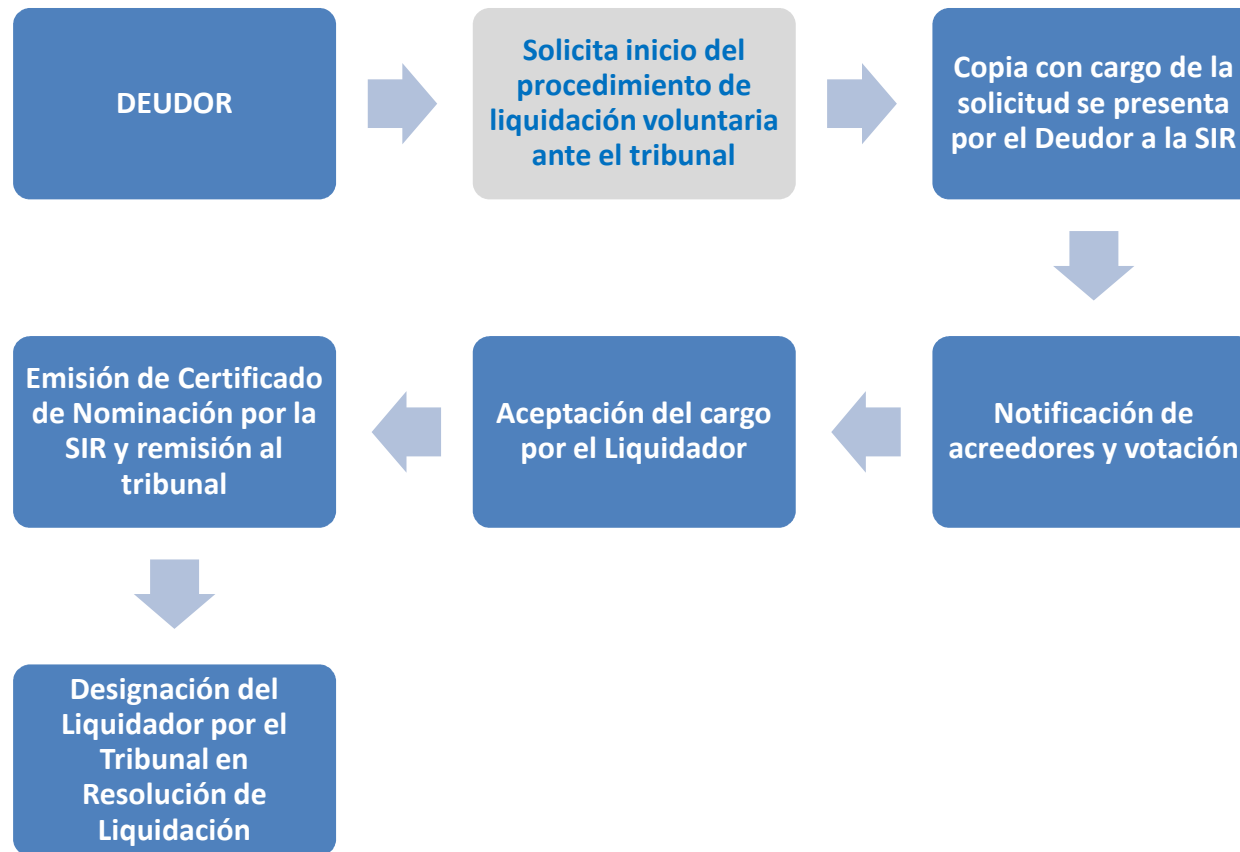 DEUDOR
Solicita inicio del
procedimiento de
liquidación voluntaria
ante el tribunal
Copia con cargo de la
solicitud se presenta
por el Deudor a la SIR
Notificación de
acreedores y votación
Aceptación del cargo
por el Liquidador
Emisión de Certificado
de Nominación por la
SIR y remisión al
tribunal
Designación del
Liquidador por el
Tribunal en
Resolución de
Liquidación